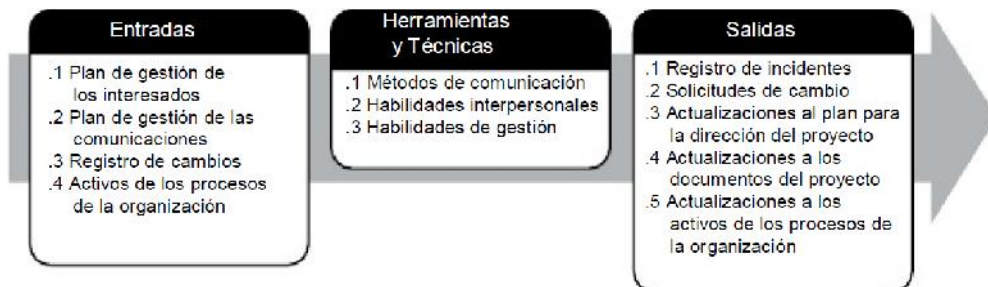 Entradas
.1 Plan de gestión de
los interesados
.2 Plan de gestión de las
comunicaciones
.3 Registro de cambios
.4 Activos de los procesos
de la organización
Herramientas
y Técnicas
.1 Métodos de comunicación
.2 Habilidades interpersonales
.3 Habilidades de gestión
Salidas
.1 Registro de incidentes
.2 Solicitudes de cambio
.3 Actualizaciones al plan para
la dirección del proyecto
.4 Actualizaciones a los
documentos del proyecto
.5 Actualizaciones a los
activos de los procesos de
la organización